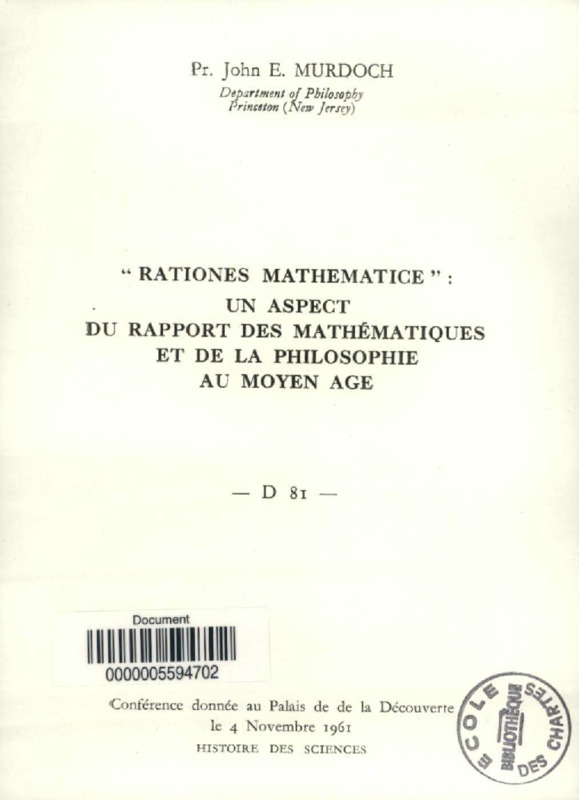 Pr. John E. MURDOCH
Department of Philosophy
Princeton (New Jersey)
“ RATIONES MATHEMATICE ” :
UN ASPECT
DU RAPPORT DES MATHÉMATIQUES
ET DE LA PHILOSOPHIE
AU MOYEN AGE
— D 81 —
Document
0000005594702
Conférence donnée au Palais de de la Découverte
le 4 Novembre 1961
HISTOIRE DES SCIENCES
ECOLE DES CHARTES
BIBLIOTHÈQUE